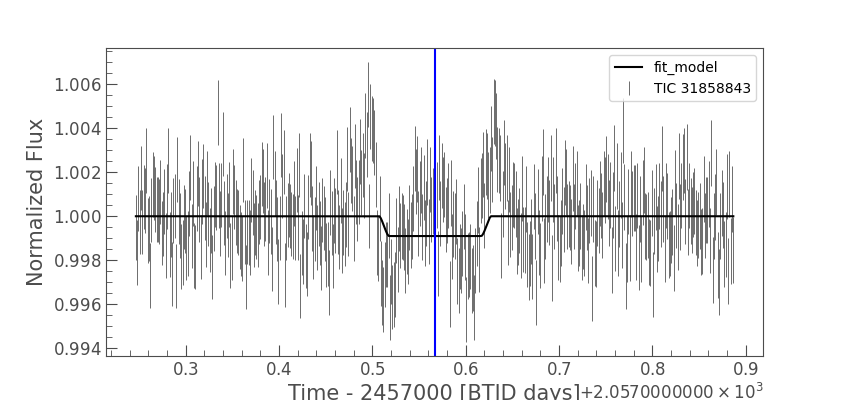 1.006
1.004
1.002
1.000
0.998
0.996
0.994
Normalized Flux
fit_model
TIC 31858843
0.3 0.4 0.5 0.6 0.7 0.8 0.9
Time - 2457000 [BTJD days]
+2.0570000000 × 10³